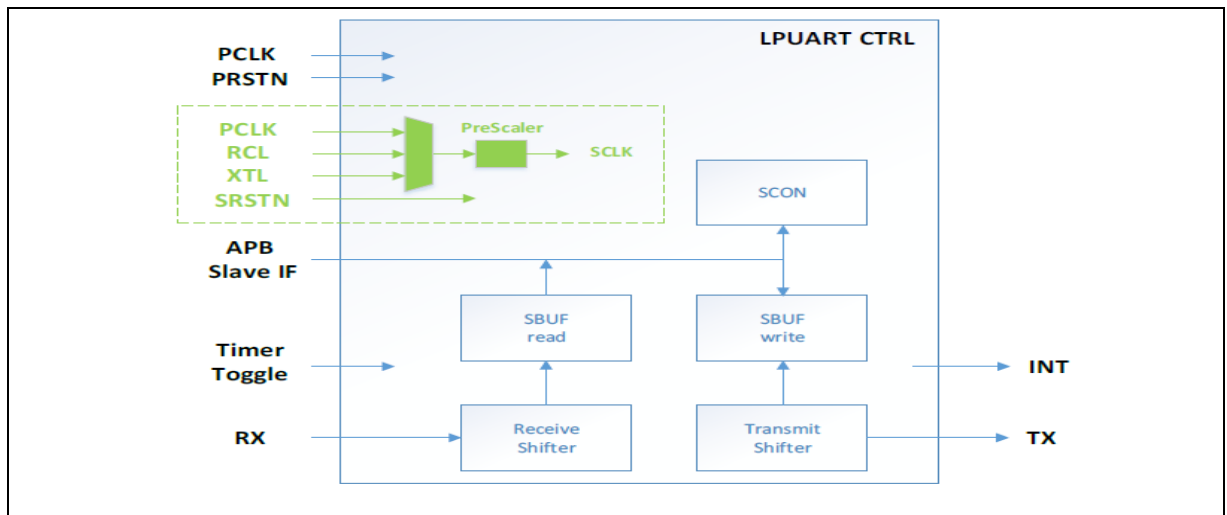 LPUART CTRL
PCLK
PRSTN
PCLK
RCL
XTL
SRSTN
PreScaler
SCLK
SCON
APB
Slave IF
SBUF
read
SBUF
write
Timer
Toggle
INT
RX
Receive
Shifter
Transmit
Shifter
TX